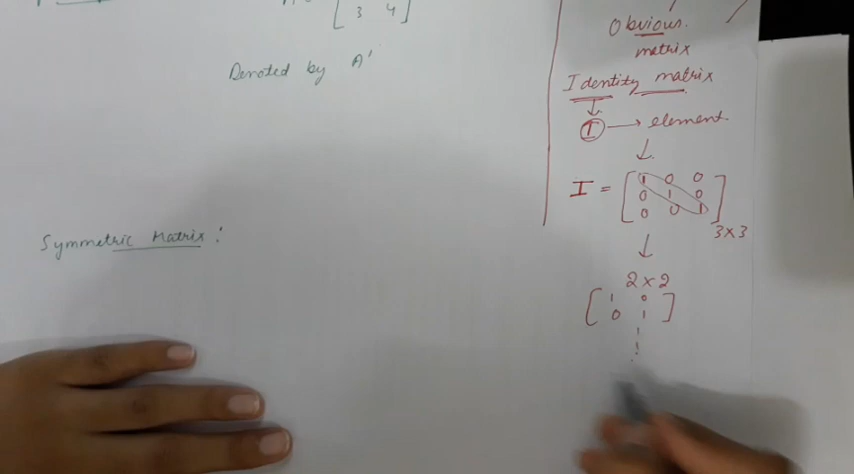 [ 3 4 ]
Denoted by A'
Symmetric Matrix :
Obvious.
matrix
Identity matrix
↓
I → element.
↓
I = [ 1 0 0
0 1 0
0 0 1 ] 3×3
↓
2×2
[ 1 0
0 1 ]